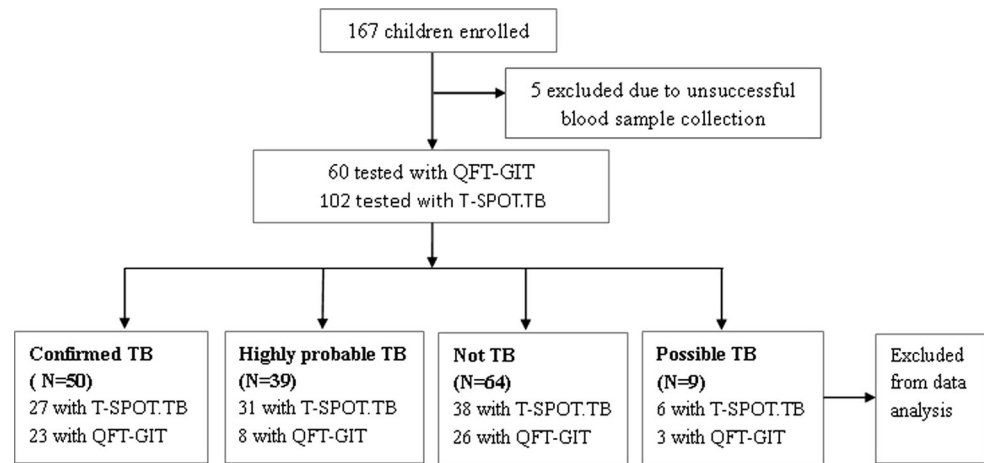 167 children enrolled
5 excluded due to unsuccessful
blood sample collection
60 tested with QFT-GIT
102 tested with T-SPOT.TB
Confirmed TB
( N=50)
27 with T-SPOT.TB
23 with QFT-GIT
Highly probable TB
(N=39)
31 with T-SPOT.TB
8 with QFT-GIT
Not TB
(N=64)
38 with T-SPOT.TB
26 with QFT-GIT
Possible TB
(N=9)
6 with T-SPOT.TB
3 with QFT-GIT
Excluded
from data
analysis